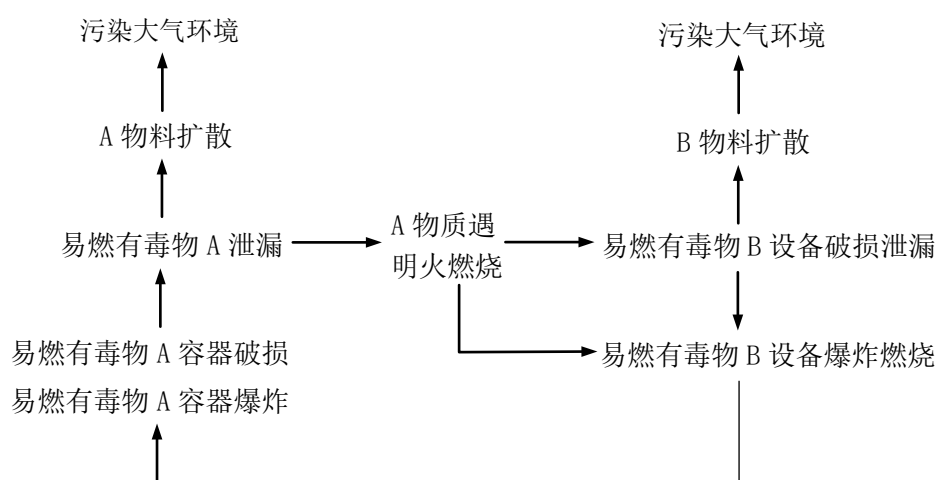 污染大气环境
污染大气环境
A 物料扩散
B 物料扩散
易燃有毒物 A 泄漏
A 物质遇
明火燃烧
易燃有毒物 B 设备破损泄漏
易燃有毒物 A 容器破损
易燃有毒物 A 容器爆炸
易燃有毒物 B 设备爆炸燃烧